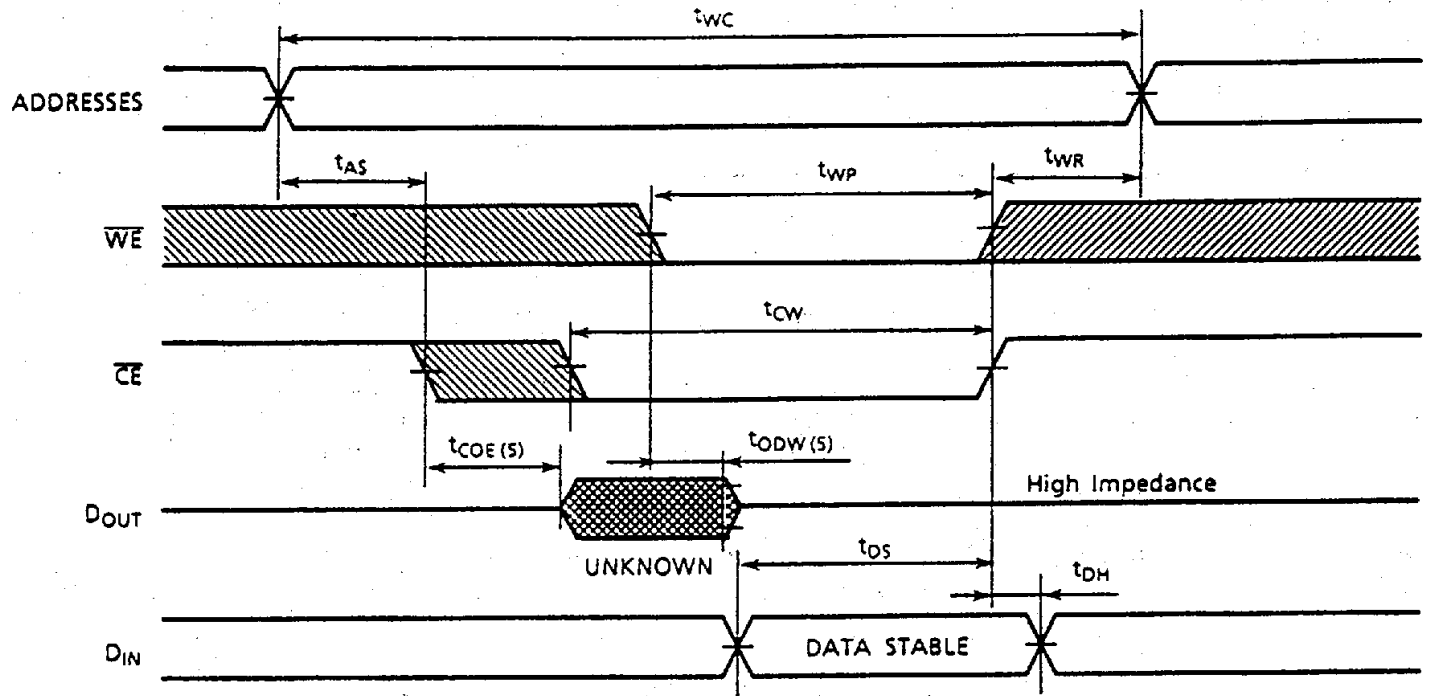 tWC
ADDRESSES
tAS
tWP
tWR
WE
tCW
CE
tCOE (5)
tODW (5)
High Impedance
DOUT
UNKNOWN
tDS
tDH
DIN
DATA STABLE